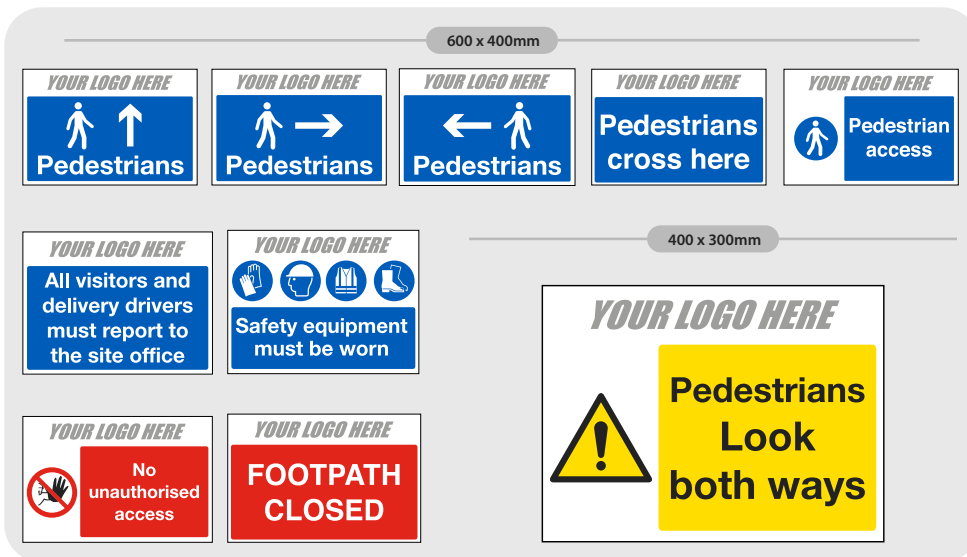 600 x 400mm
YOUR LOGO HERE
Pedestrians
YOUR LOGO HERE
Pedestrians
YOUR LOGO HERE
Pedestrians
YOUR LOGO HERE
Pedestrians
cross here
YOUR LOGO HERE
Pedestrian
access
YOUR LOGO HERE
All visitors and
delivery drivers
must report to
the site office
YOUR LOGO HERE
Safety equipment
must be worn
400 x 300mm
YOUR LOGO HERE
Pedestrians
Look
both ways
YOUR LOGO HERE
No
unauthorised
access
YOUR LOGO HERE
FOOTPATH
CLOSED